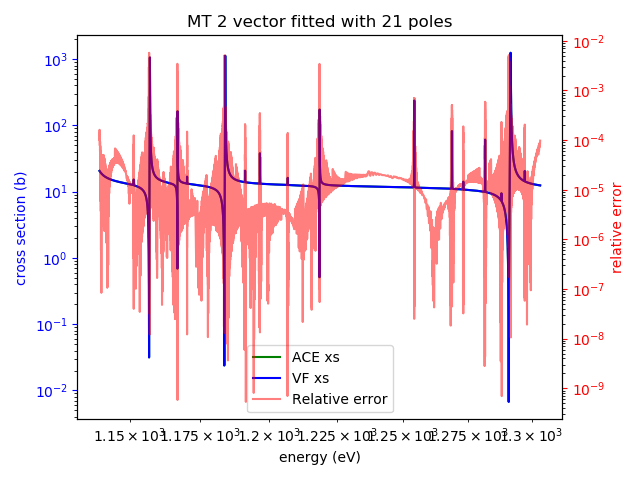 MT 2 vector fitted with 21 poles
cross section (b)
10³
10²
10¹
10⁰
10⁻¹
10⁻²
10⁻²
10⁻³
10⁻⁴
10⁻⁵
10⁻⁶
10⁻⁷
10⁻⁸
10⁻⁹
relative error
ACE xs
VF xs
Relative error
1.15 × 10³ 1.175 × 10³ 1.2 × 10³ 1.225 × 10³ 1.25 × 10³ 1.275 × 10³ 1.3 × 10³
energy (eV)